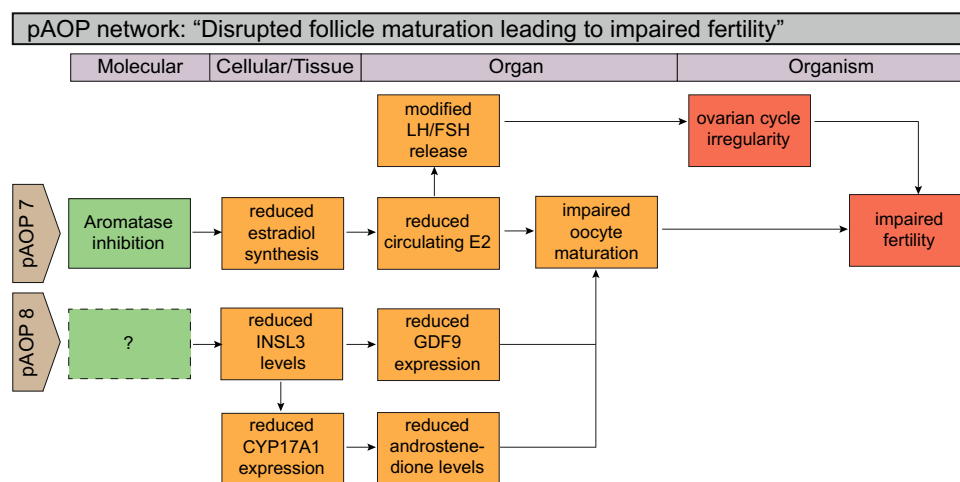 pAOP network: “Disrupted follicle maturation leading to impaired fertility”
Molecular
Cellular/Tissue
Organ
Organism
modified
LH/FSH
release
ovarian cycle
irregularity
pAOP 7
Aromatase
inhibition
reduced
estradiol
synthesis
reduced
circulating E2
impaired
oocyte
maturation
impaired
fertility
pAOP 8
?
reduced
INSL3
levels
reduced
GDF9
expression
reduced
CYP17A1
expression
reduced
androstene-
dione levels